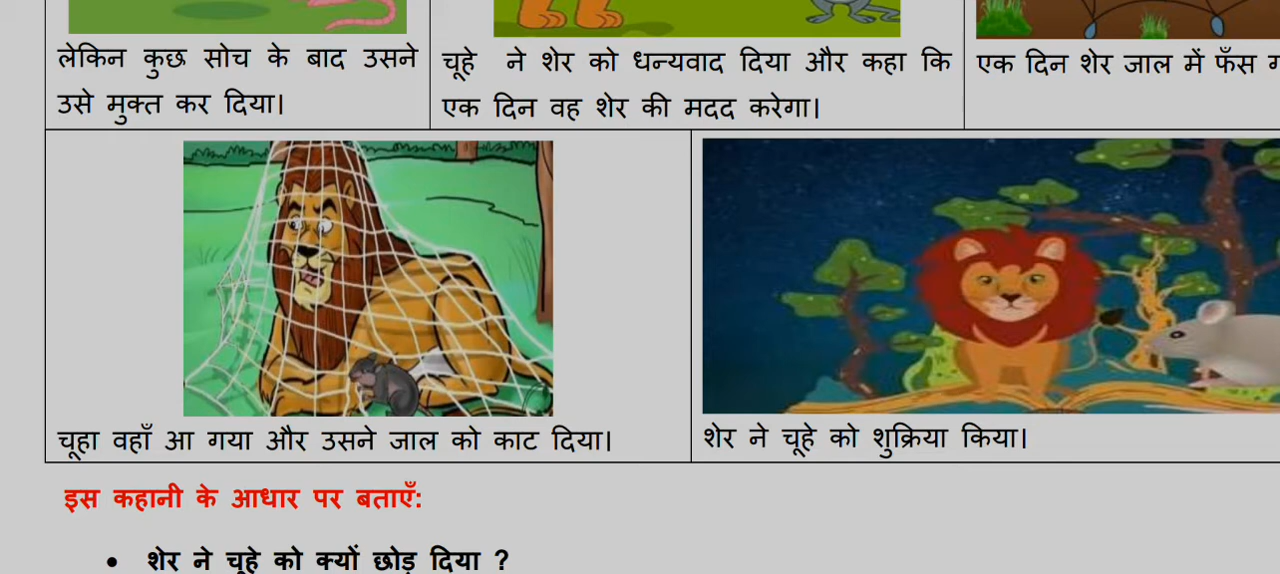 लेकिन कुछ सोच के बाद उसने
उसे मुक्त कर दिया।
चूहे ने शेर को धन्यवाद दिया और कहा कि
एक दिन वह शेर की मदद करेगा।
एक दिन शेर जाल में फँस
चूहा वहाँ आ गया और उसने जाल को काट दिया।
शेर ने चूहे को शुक्रिया किया।
इस कहानी के आधार पर बताएँ:
• शेर ने चूहे को क्यों छोड़ दिया ?